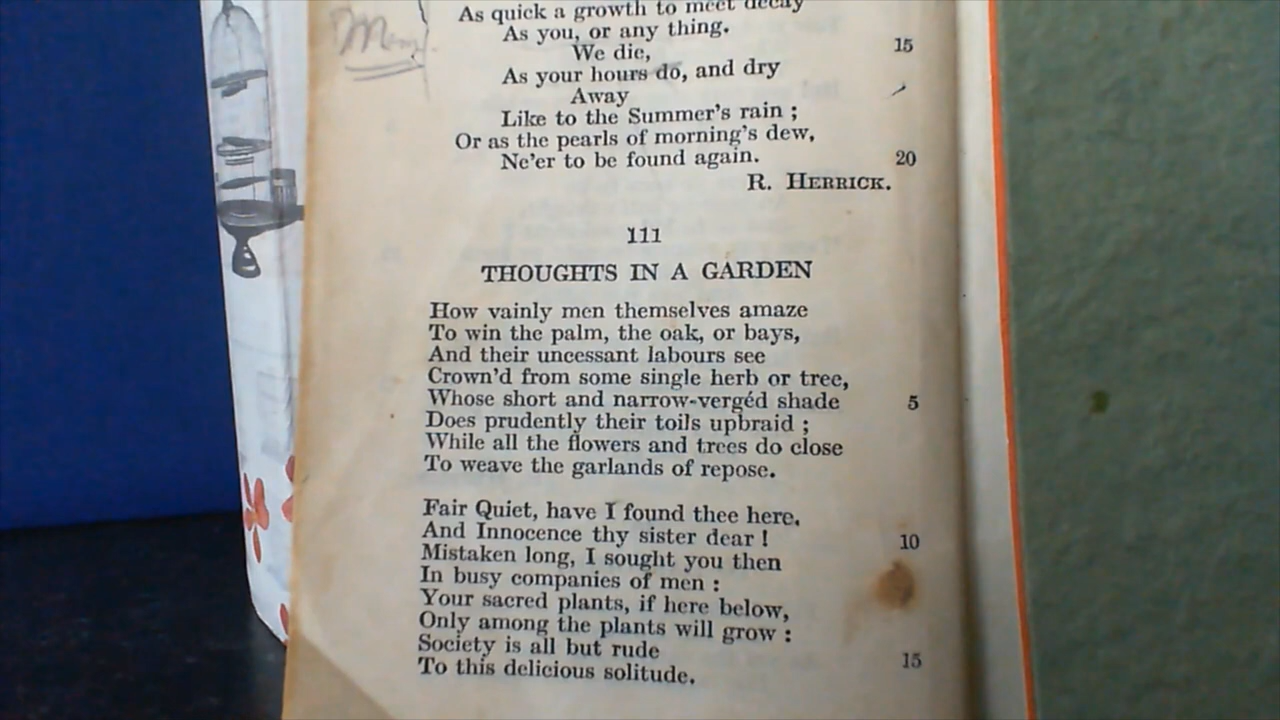 As quick a growth to meet decay
As you, or any thing.
We die, 15
As your hours do, and dry
Away
Like to the Summer's rain ;
Or as the pearls of morning's dew,
Ne'er to be found again. 20
R. HERRICK.
111
THOUGHTS IN A GARDEN
How vainly men themselves amaze
To win the palm, the oak, or bays,
And their uncessant labours see
Crown'd from some single herb or tree,
Whose short and narrow-vergéd shade 5
Does prudently their toils upbraid ;
While all the flowers and trees do close
To weave the garlands of repose.
Fair Quiet, have I found thee here,
And Innocence thy sister dear ! 10
Mistaken long, I sought you then
In busy companies of men :
Your sacred plants, if here below,
Only among the plants will grow :
Society is all but rude 15
To this delicious solitude.